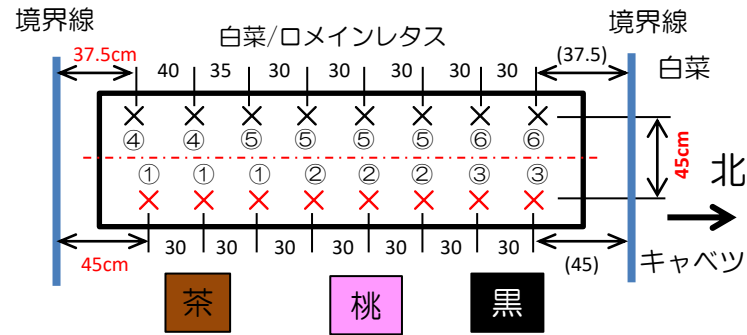 境界線 境界線
白菜/ロメインレタス
37.5cm 40 35 30 30 30 30 30 (37.5) 白菜
④ ④ ⑤ ⑤ ⑤ ⑤ ⑥ ⑥
45cm
北
① ① ① ② ② ② ③ ③
45cm 30 30 30 30 30 30 30 (45) キャベツ
茶 桃 黒